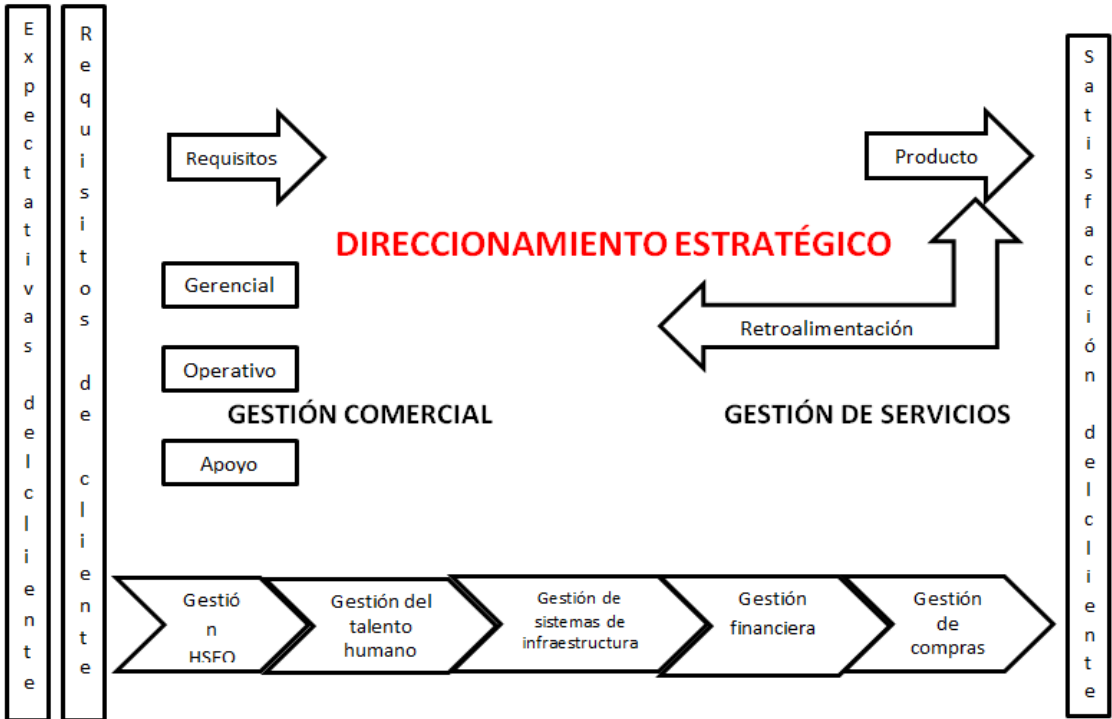 Expectativas del cliente
Requisitos de cliente
Requisitos
Producto
DIRECCIONAMIENTO ESTRATÉGICO
Gerencial
Retroalimentación
Operativo
GESTIÓN COMERCIAL
GESTIÓN DE SERVICIOS
Apoyo
Gestió
n
HSEQ
Gestión del
talento
humano
Gestión de
sistemas de
infraestructura
Gestión
financiera
Gestión
de
compras
Satisfacción del cliente